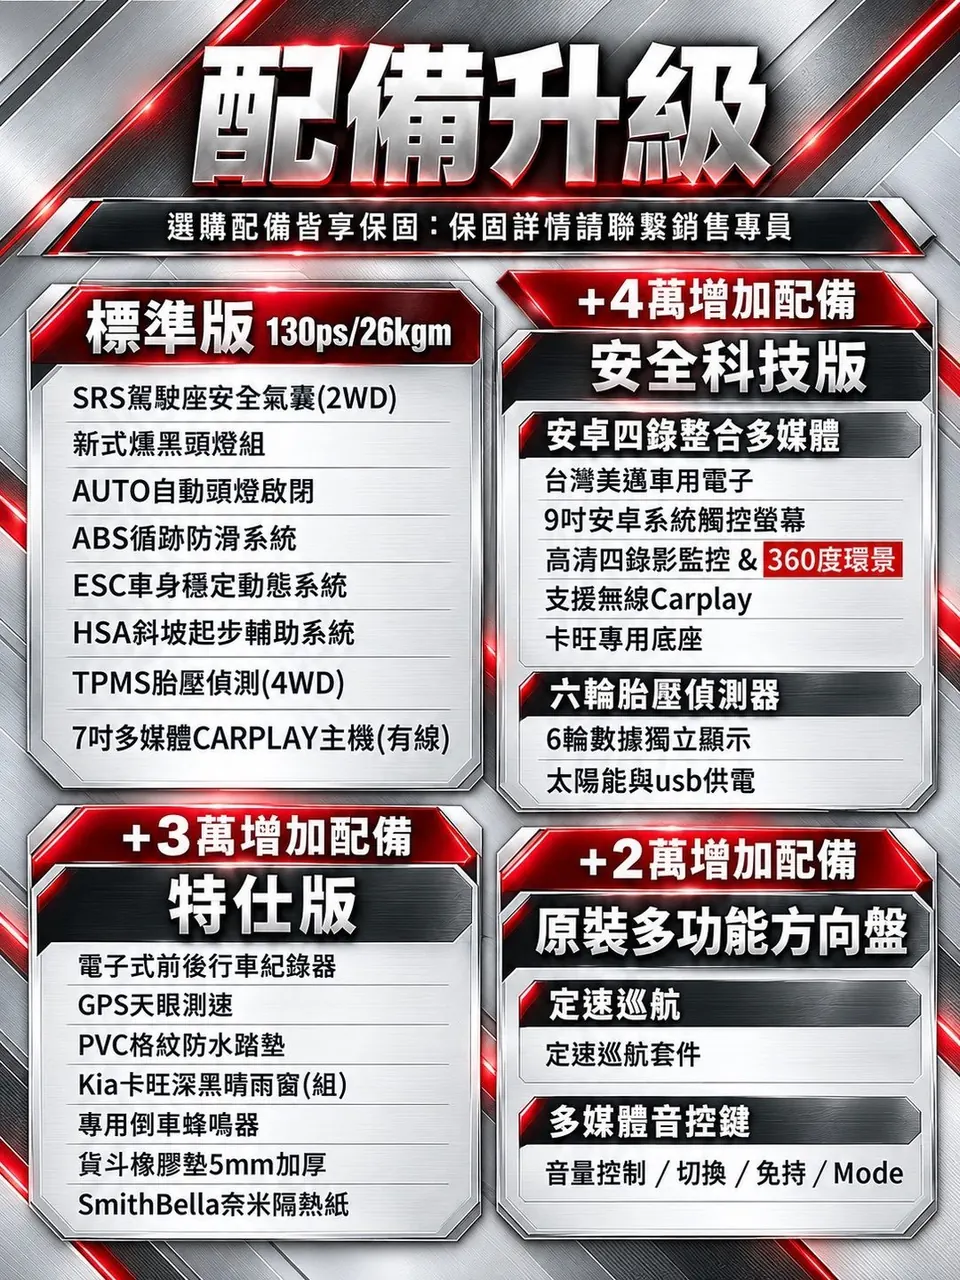 配備升級
選購配備皆享保固：保固詳情請聯繫銷售專員
標準版 130ps/26kgm
SRS駕駛座安全氣囊(2WD)
新式燻黑頭燈組
AUTO自動頭燈啟閉
ABS循跡防滑系統
ESC車身穩定動態系統
HSA斜坡起步輔助系統
TPMS胎壓偵測(4WD)
7吋多媒體CARPLAY主機(有線)
+4萬增加配備
安全科技版
安卓四錄整合多媒體
台灣美邁車用電子
9吋安卓系統觸控螢幕
高清四錄影監控 & 360度環景
支援無線Carplay
卡旺專用底座
六輪胎壓偵測器
6輪數據獨立顯示
太陽能與usb供電
+3萬增加配備
特仕版
電子式前後行車紀錄器
GPS天眼測速
PVC格紋防水踏墊
Kia卡旺深黑晴雨窗(組)
專用倒車蜂鳴器
貨斗橡膠墊5mm加厚
SmithBella奈米隔熱紙
+2萬增加配備
原裝多功能方向盤
定速巡航
定速巡航套件
多媒體音控鍵
音量控制 / 切換 / 免持 / Mode